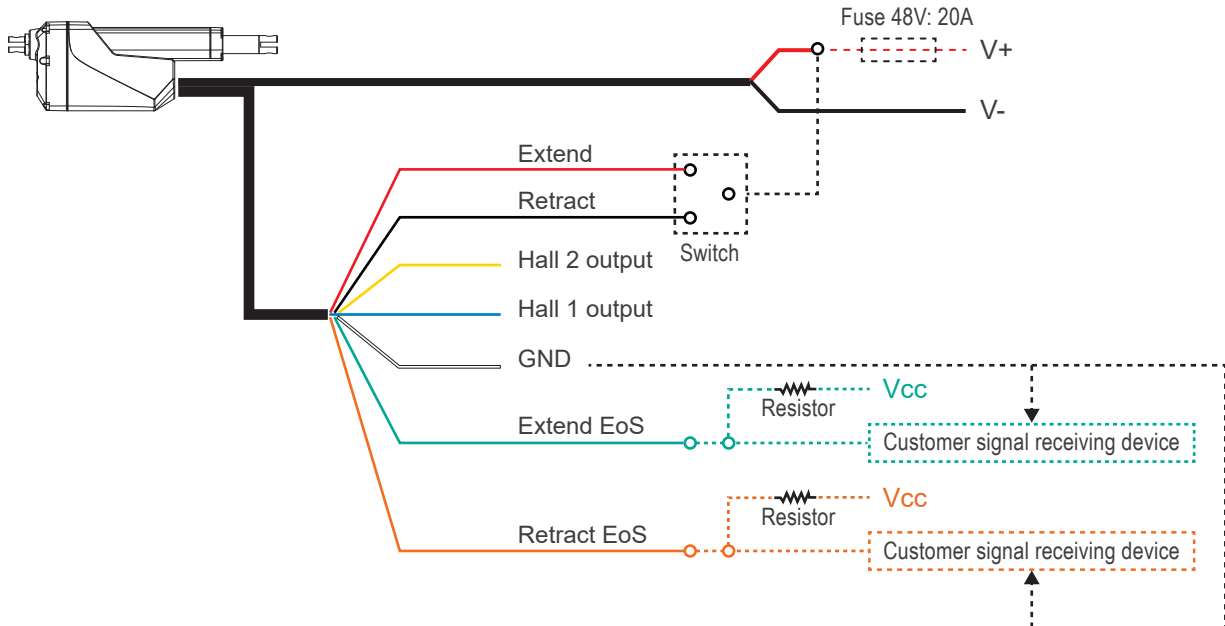 Fuse 48V: 20A
V+
V-
Extend
Retract
Switch
Hall 2 output
Hall 1 output
GND
Vcc
Resistor
Extend EoS
Customer signal receiving device
Vcc
Resistor
Retract EoS
Customer signal receiving device